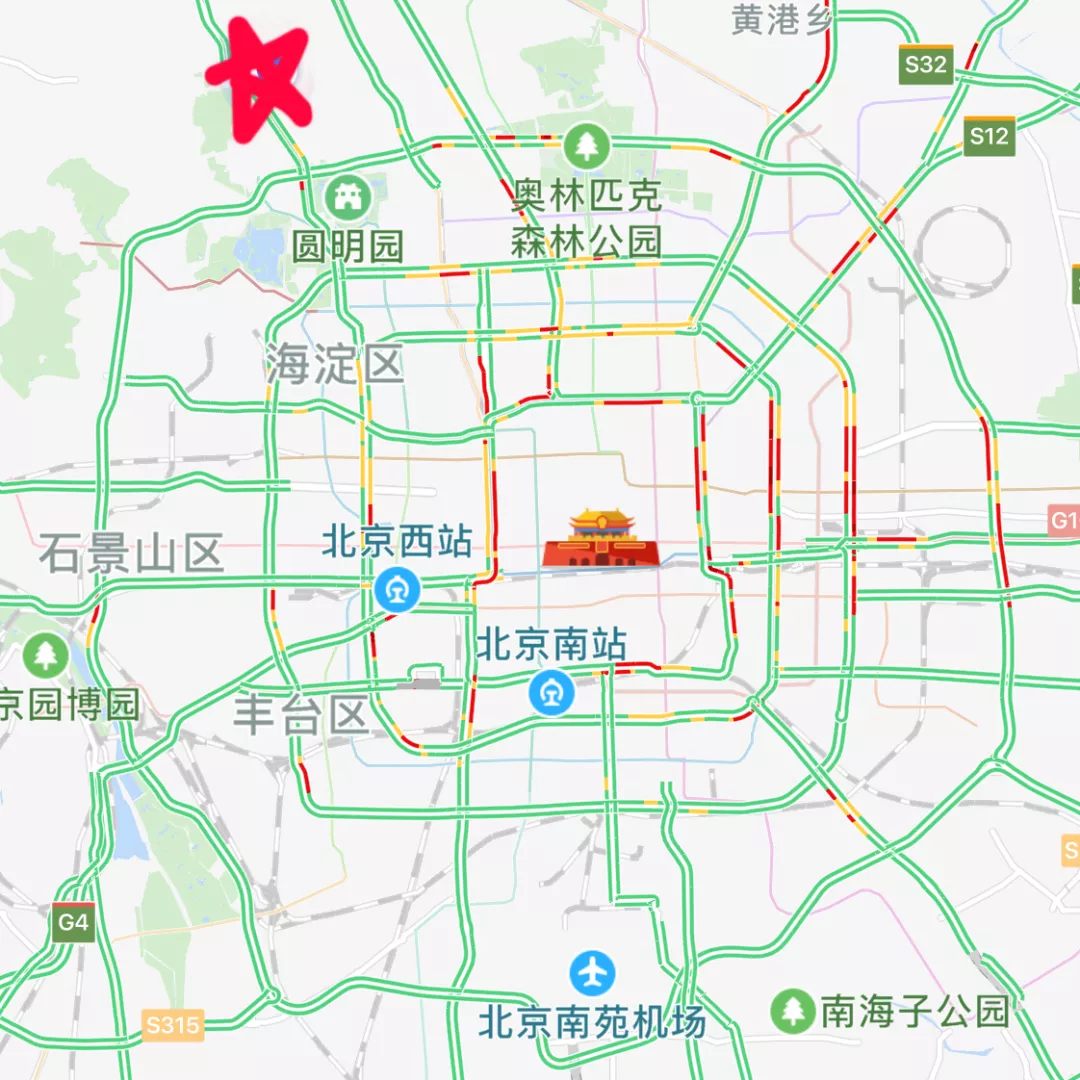 黄港乡
S32
S12
奥林匹克
森林公园
圆明园
海淀区
北京西站
石景山区
G1
北京南站
京园博园
丰台区
S
G4
S315
北京南苑机场
南海子公园